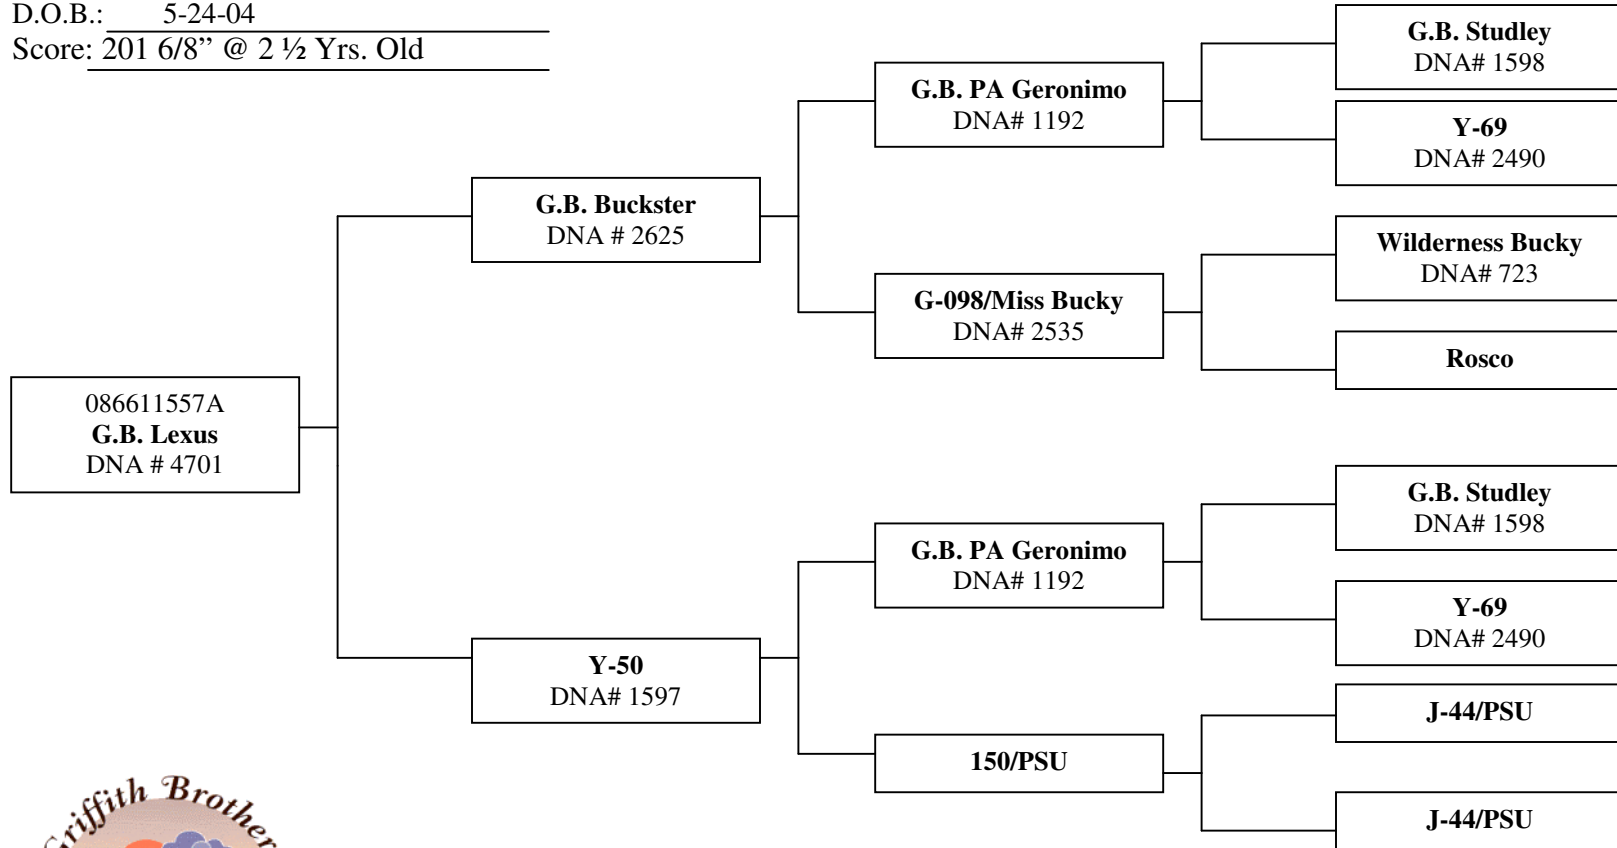 D.O.B.: 5-24-04
Score: 201 6/8” @ 2 ½ Yrs. Old
086611557A
G.B. Lexus
DNA # 4701
G.B. Buckster
DNA # 2625
Y-50
DNA# 1597
G.B. PA Geronimo
DNA# 1192
G-098/Miss Bucky
DNA# 2535
G.B. PA Geronimo
DNA# 1192
150/PSU
G.B. Studley
DNA# 1598
Y-69
DNA# 2490
Wilderness Bucky
DNA# 723
Rosco
G.B. Studley
DNA# 1598
Y-69
DNA# 2490
J-44/PSU
J-44/PSU
Griffith Brother